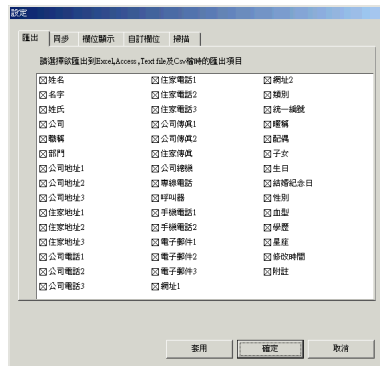 設定
匯出 同步 欄位顯示 自訂欄位 掃描
請選擇欲匯出到Excel,Access,Text file及Csv檔時的匯出項目
姓名 住家電話1 網址2
名字 住家電話2 類別
姓氏 住家電話3 統一編號
公司 公司傳真1 暱稱
職稱 公司傳真2 配偶
部門 住家傳真 子女
公司地址1 公司總機 生日
公司地址2 專線電話 結婚紀念日
公司地址3 呼叫器 性別
住家地址1 手機電話1 血型
住家地址2 手機電話2 學歷
住家地址3 電子郵件1 星座
公司電話1 電子郵件2 修改時間
公司電話2 電子郵件3 附註
公司電話3 網址1
套用 確定 取消